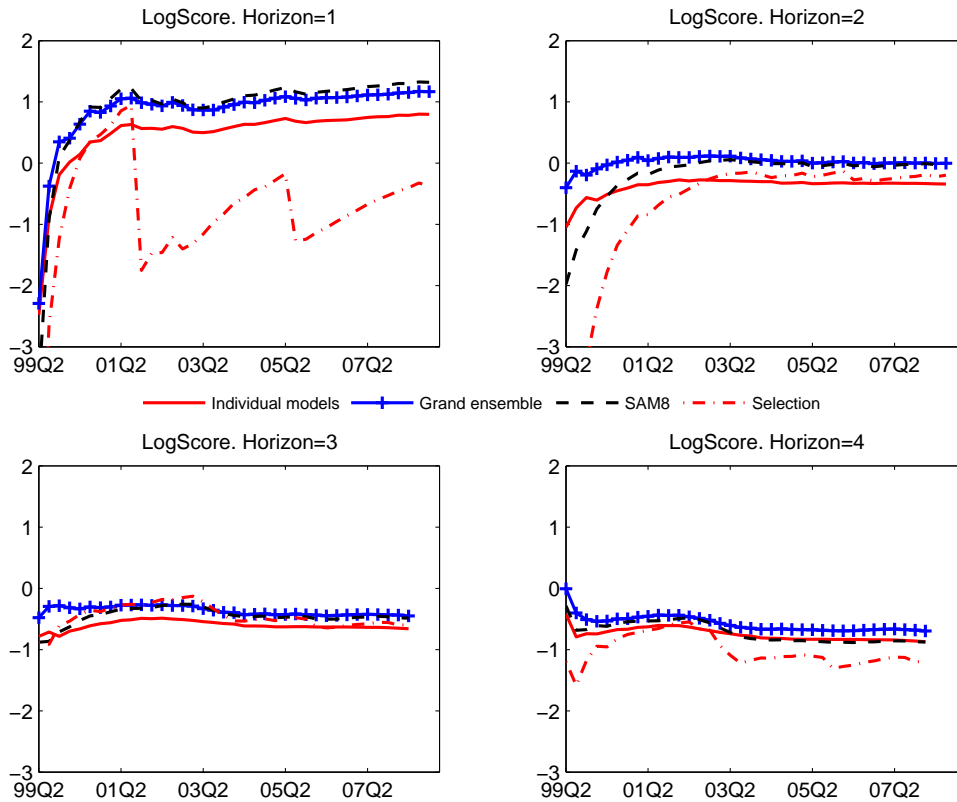 LogScore. Horizon=1
2
1
0
−1
−2
−3
99Q2 01Q2 03Q2 05Q2 07Q2
LogScore. Horizon=2
2
1
0
−1
−2
−3
99Q2 01Q2 03Q2 05Q2 07Q2
Individual models Grand ensemble SAM8 Selection
LogScore. Horizon=3
2
1
0
−1
−2
−3
99Q2 01Q2 03Q2 05Q2 07Q2
LogScore. Horizon=4
2
1
0
−1
−2
−3
99Q2 01Q2 03Q2 05Q2 07Q2